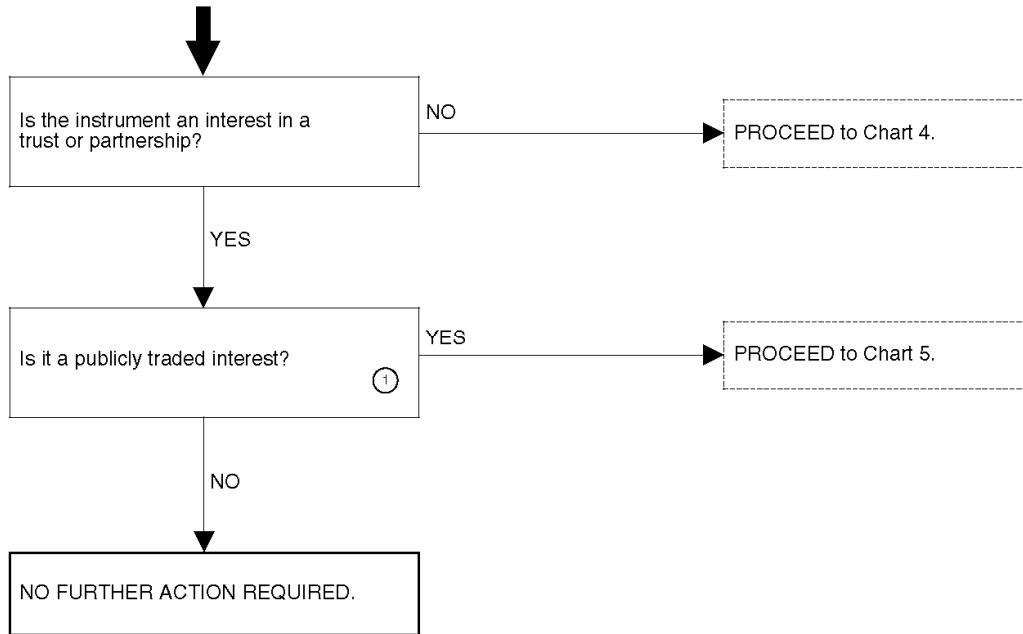 Is the instrument an interest in a
trust or partnership?
NO
PROCEED to Chart 4.
YES
Is it a publicly traded interest?
1
YES
PROCEED to Chart 5.
NO
NO FURTHER ACTION REQUIRED.